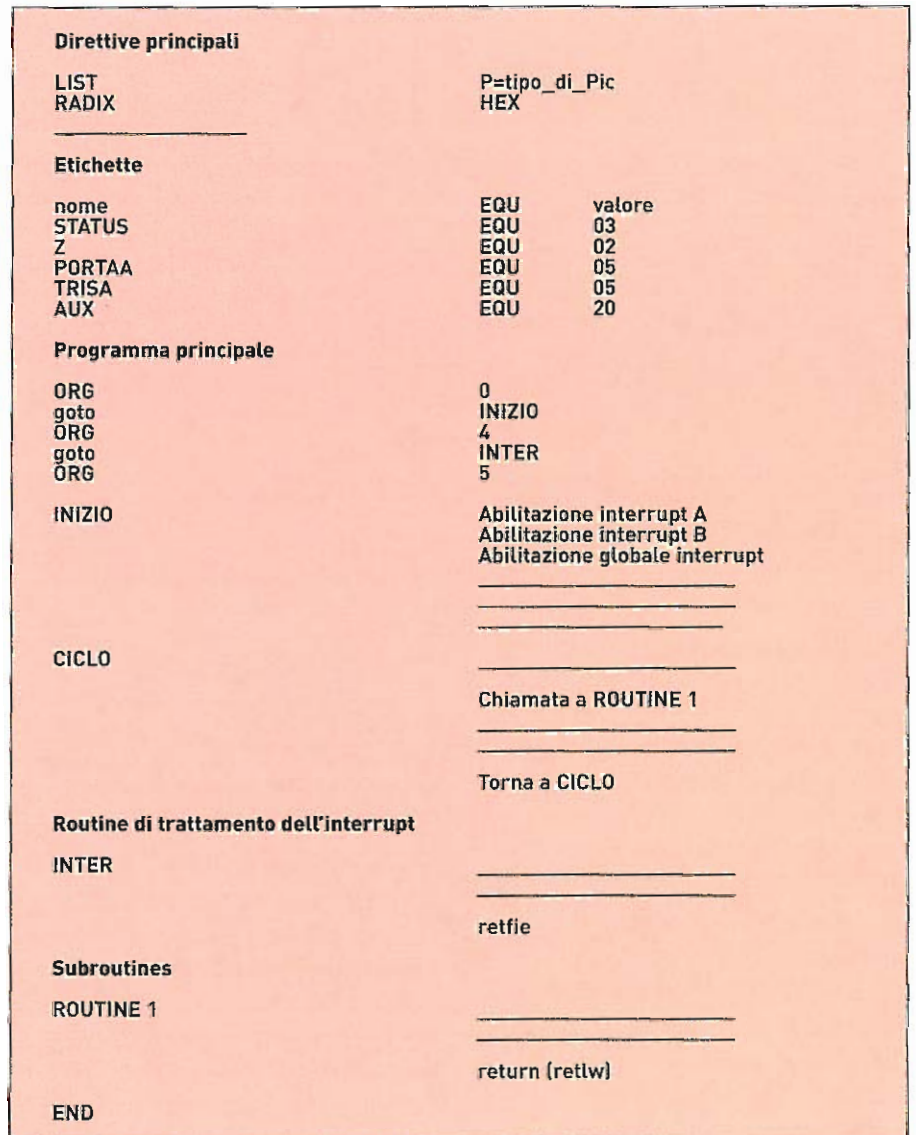 Direttive principali
LIST P=tipo_di_Pic
RADIX HEX
Etichette
nome EQU valore
STATUS EQU 03
Z EQU 02
PORTAA EQU 05
TRISA EQU 05
AUX EQU 20
Programma principale
ORG 0
goto INIZIO
ORG 4
goto INTER
ORG 5
INIZIO Abilitazione interrupt A
Abilitazione interrupt B
Abilitazione globale interrupt
CICLO
Chiamata a ROUTINE 1
Torna a CICLO
Routine di trattamento dell'interrupt
INTER
retfie
Subroutines
ROUTINE 1
return (retlw)
END